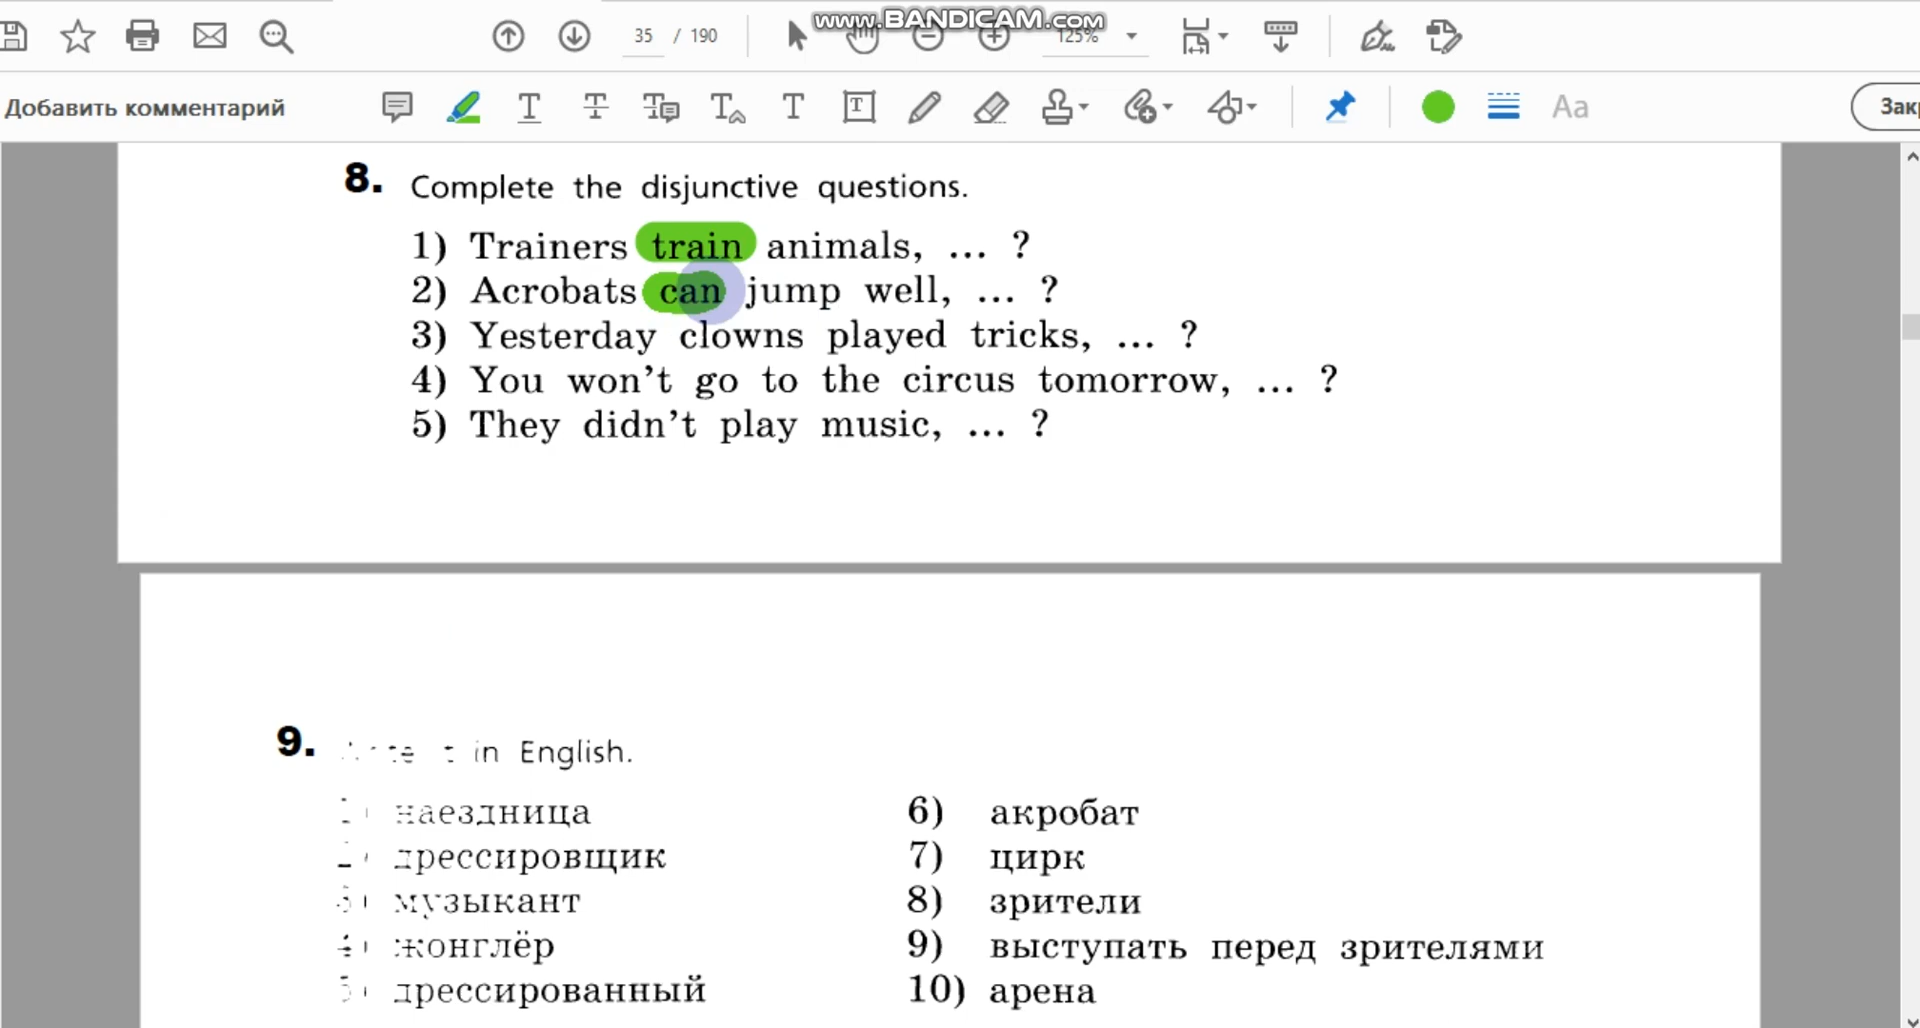 www.BANDICAM.com
35 / 190
125%
Добавить комментарий
Aa
8. Complete the disjunctive questions.
1) Trainers train animals, ... ?
2) Acrobats can jump well, ... ?
3) Yesterday clowns played tricks, ... ?
4) You won't go to the circus tomorrow, ... ?
5) They didn't play music, ... ?
9. in English.
наездница
дрессировщик
музыкант
жонглёр
дрессированный
6) акробат
7) цирк
8) зрители
9) выступать перед зрителями
10) арена